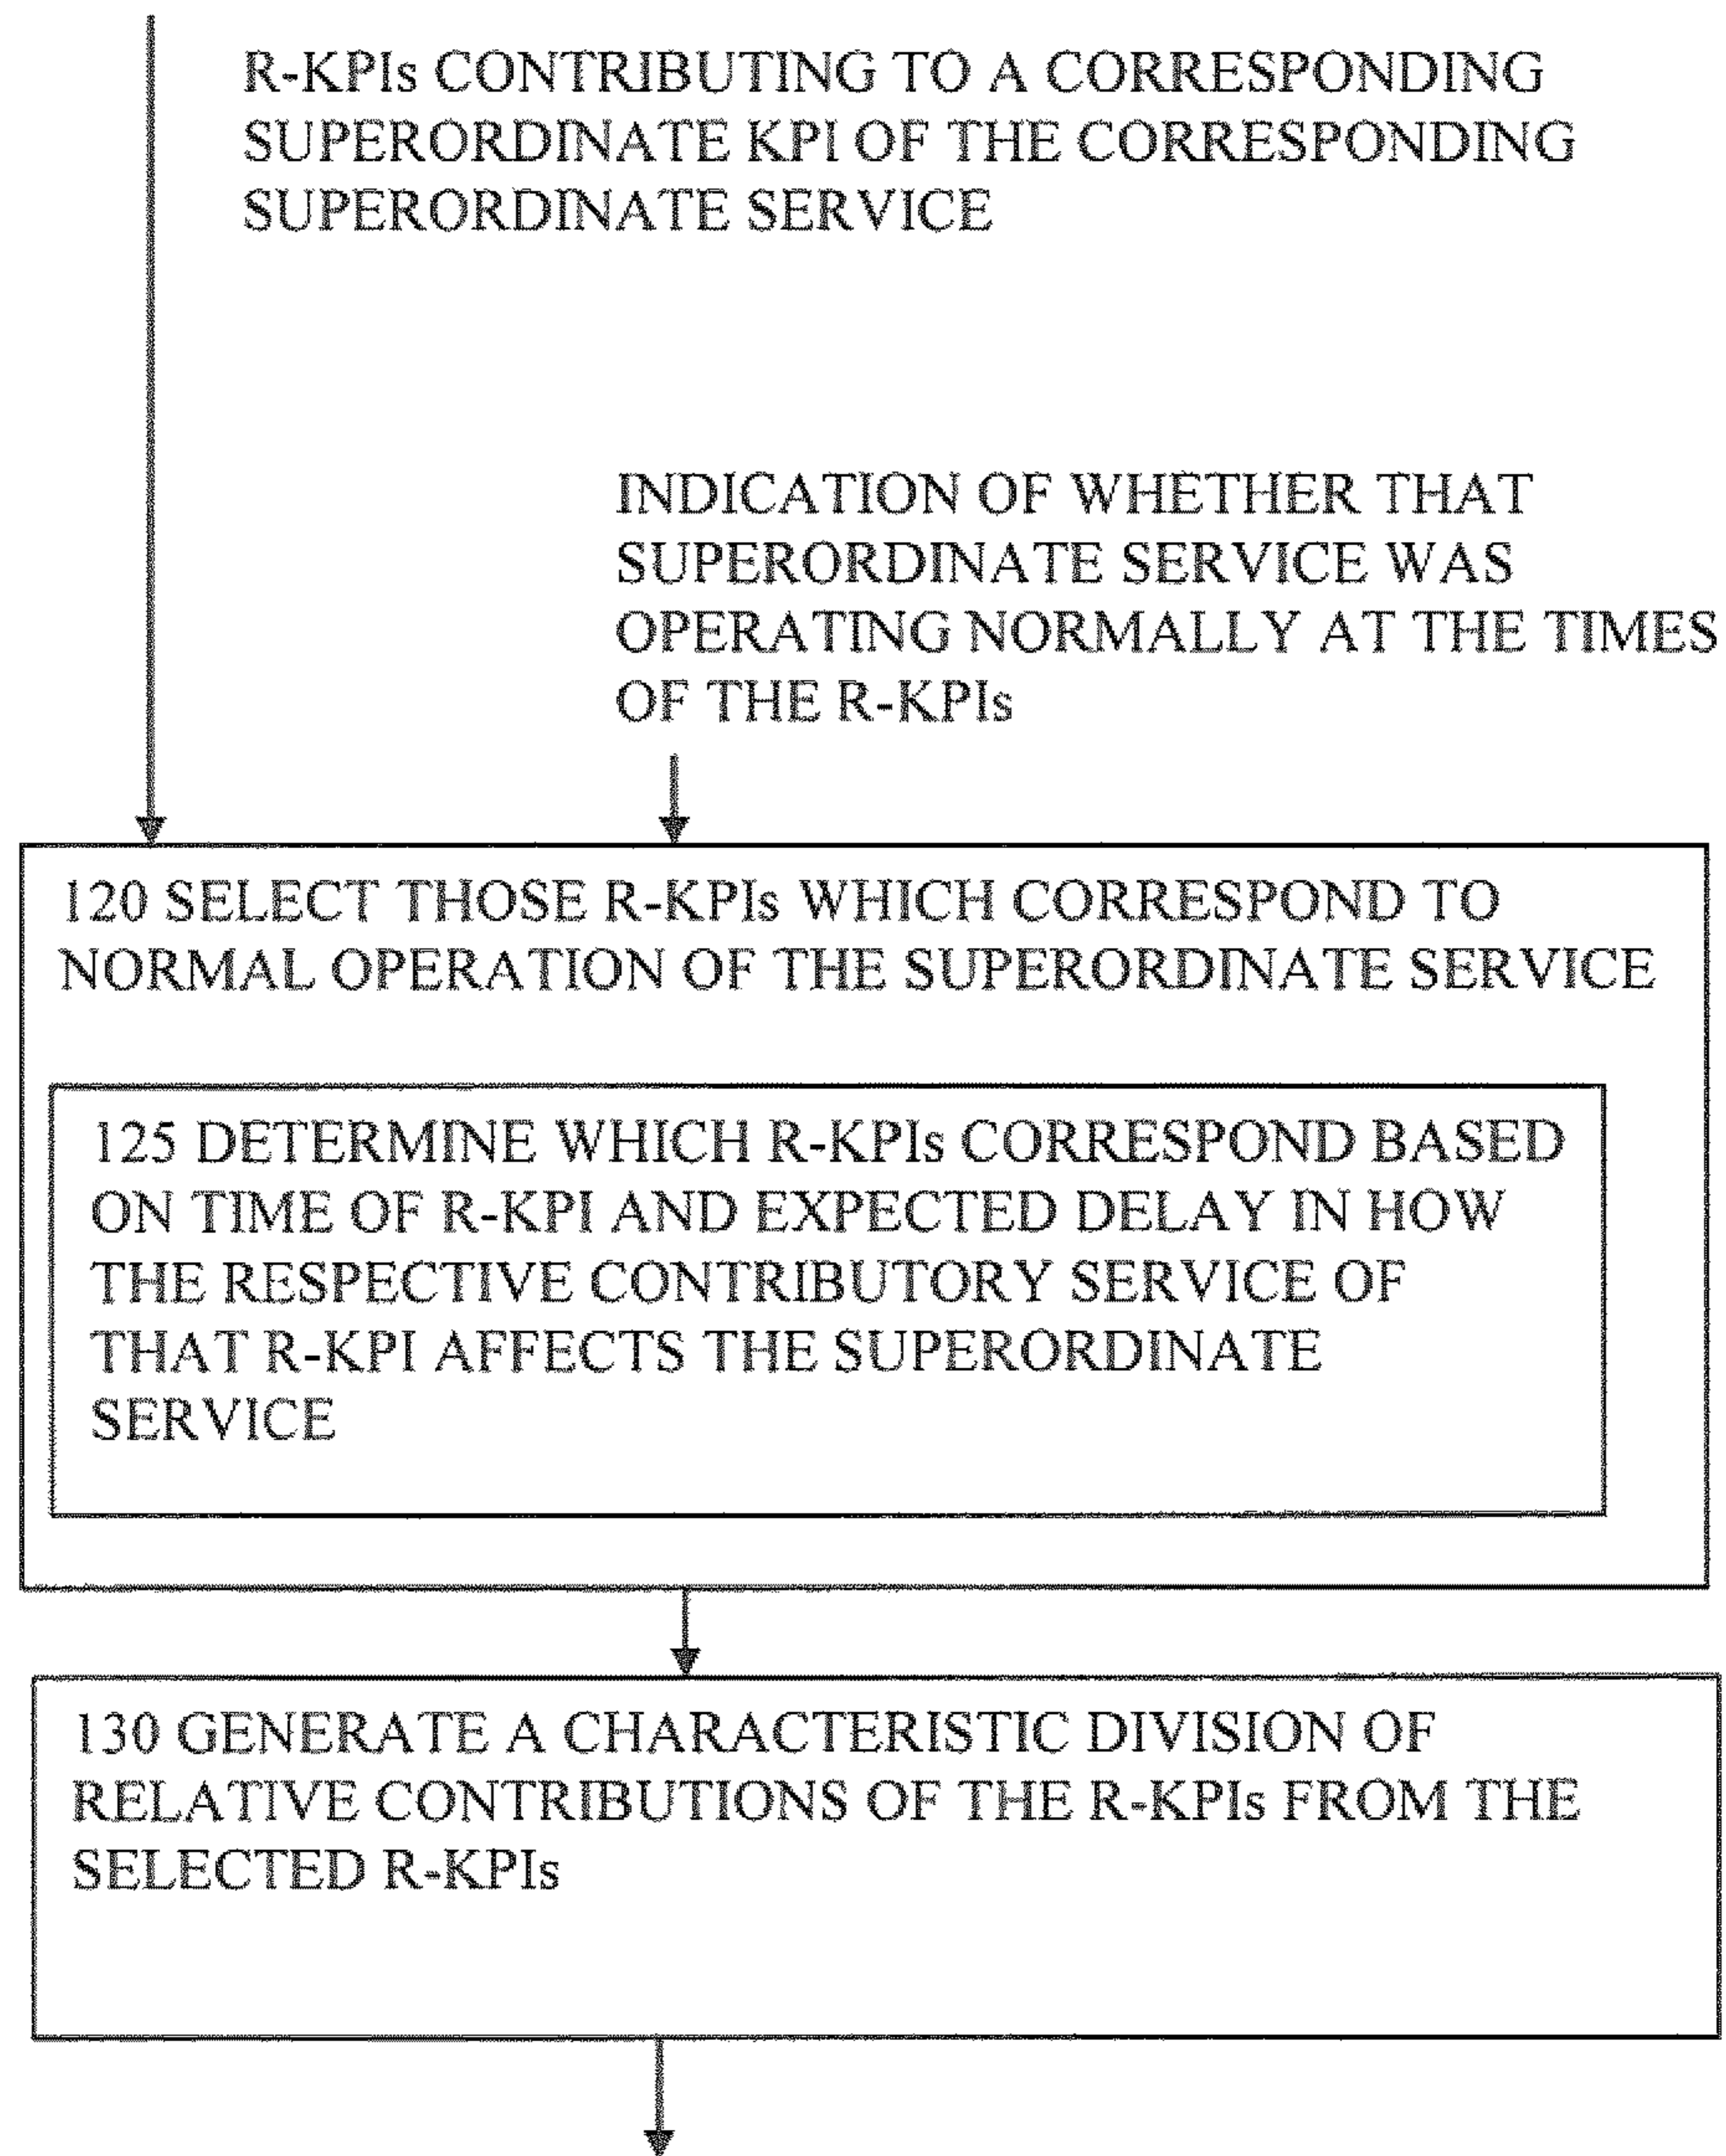 R-KPIs CONTRIBUTING TO A CORRESPONDING
SUPERORDINATE KPI OF THE CORRESPONDING
SUPERORDINATE SERVICE
INDICATION OF WHETHER THAT
SUPERORDINATE SERVICE WAS
OPERATING NORMALLY AT THE TIMES
OF THE R-KPIs
120 SELECT THOSE R-KPIs WHICH CORRESPOND TO
NORMAL OPERATION OF THE SUPERORDINATE SERVICE
125 DETERMINE WHICH R-KPIs CORRESPOND BASED
ON TIME OF R-KPI AND EXPECTED DELAY IN HOW
THE RESPECTIVE CONTRIBUTORY SERVICE OF
THAT R-KPI AFFECTS THE SUPERORDINATE
SERVICE
130 GENERATE A CHARACTERISTIC DIVISION OF
RELATIVE CONTRIBUTIONS OF THE R-KPIs FROM THE
SELECTED R-KPIs